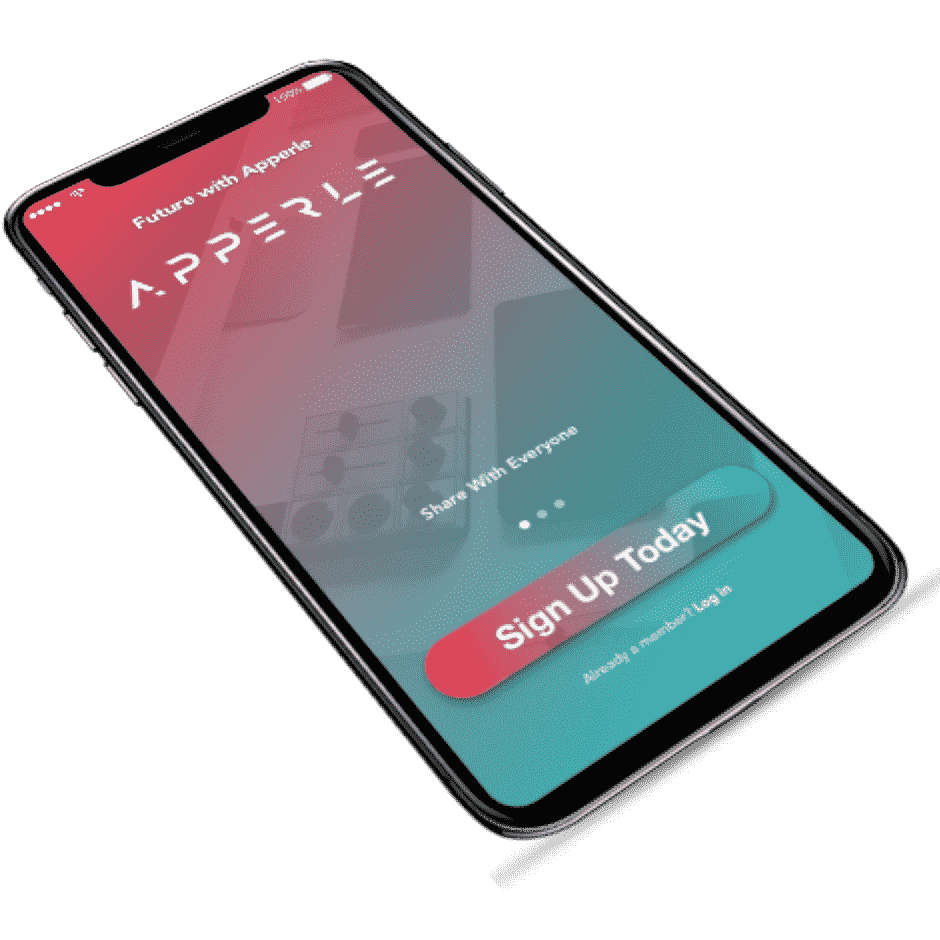 100%
Future with Apperle
APPERLE
Share With Everyone
Sign Up Today
Already a member? Log in